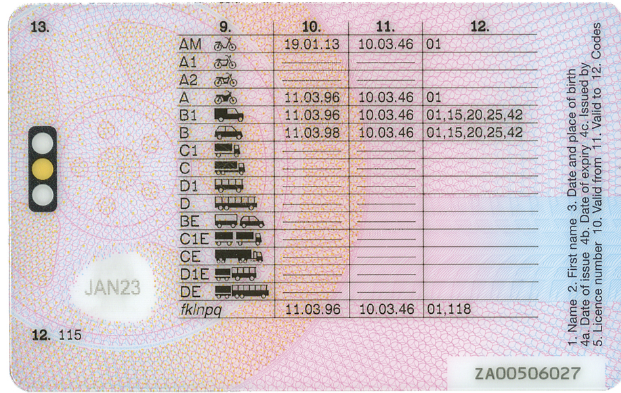 13. 9. 10. 11. 12.
AM 19.01.13 10.03.46 01
A1
A2
A 11.03.96 10.03.46 01
B1 11.03.96 10.03.46 01,15,20,25,42
B 11.03.98 10.03.46 01,15,20,25,42
C1
C
D1
D
BE
C1E
CE
D1E
DE
fklnpq 11.03.96 10.03.46 01,118
JAN23
12. 115
ZA00506027
1. Name 2. First name 3. Date and place of birth
4a. Date of issue 4b. Date of expiry 4c. Issued by
5. Licence number 10. Valid from 11. Valid to 12. Codes